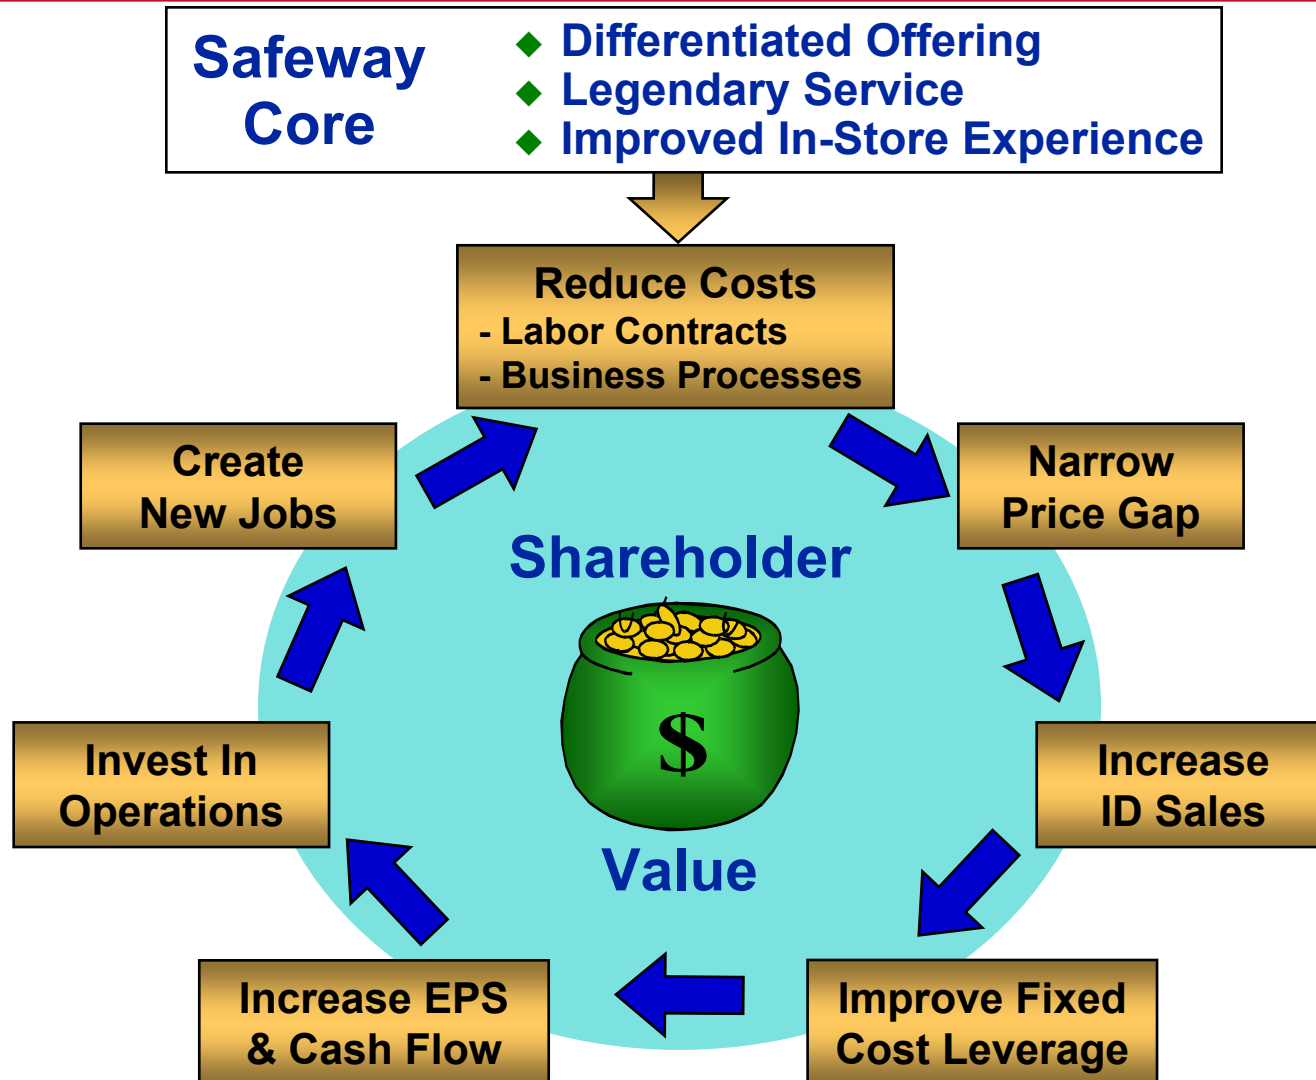 Safeway
Core
◆ Differentiated Offering
◆ Legendary Service
◆ Improved In-Store Experience
Reduce Costs
- Labor Contracts
- Business Processes
Narrow
Price Gap
Increase
ID Sales
Improve Fixed
Cost Leverage
Increase EPS
& Cash Flow
Invest In
Operations
Create
New Jobs
Shareholder
$
Value